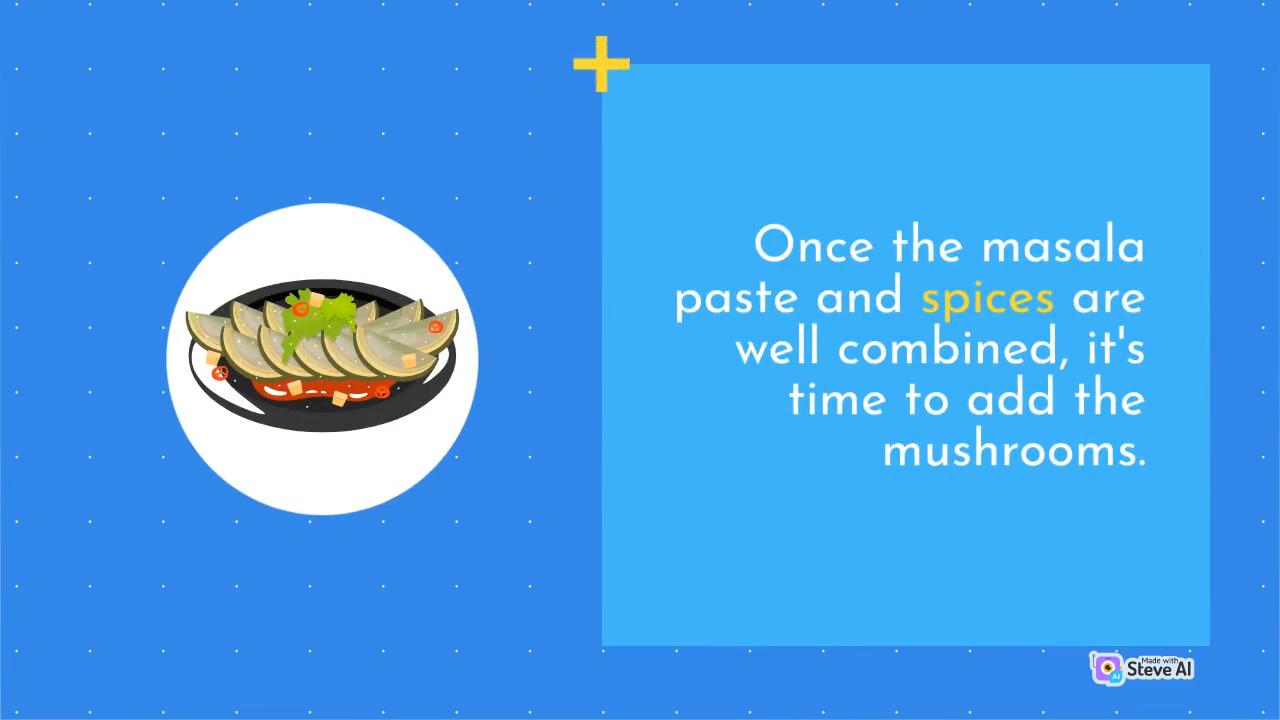 Once the masala
paste and spices are
well combined, it's
time to add the
mushrooms.
Made with
Steve AI
AI